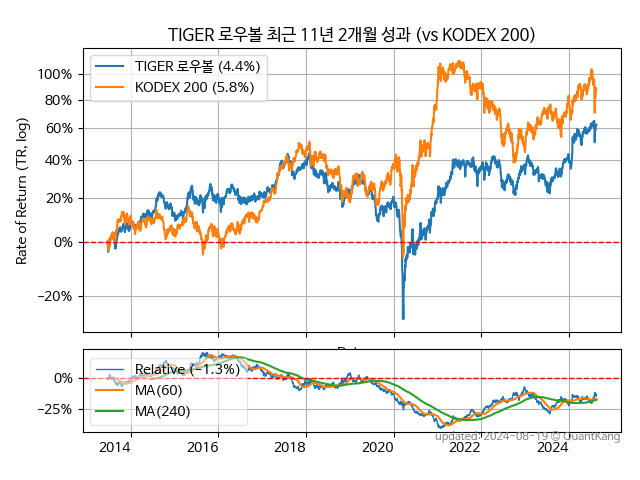 TIGER 로우볼 최근 11년 2개월 성과 (vs KODEX 200)
TIGER 로우볼 (4.4%)
KODEX 200 (5.8%)
Rate of Return (TR, log)
100%
80%
60%
40%
20%
0%
−20%
Relative (−1.3%)
MA(60)
MA(240)
0%
−25%
2014
2016
2018
2020
2022
2024
updated: 2024-08-19 © QuantKang